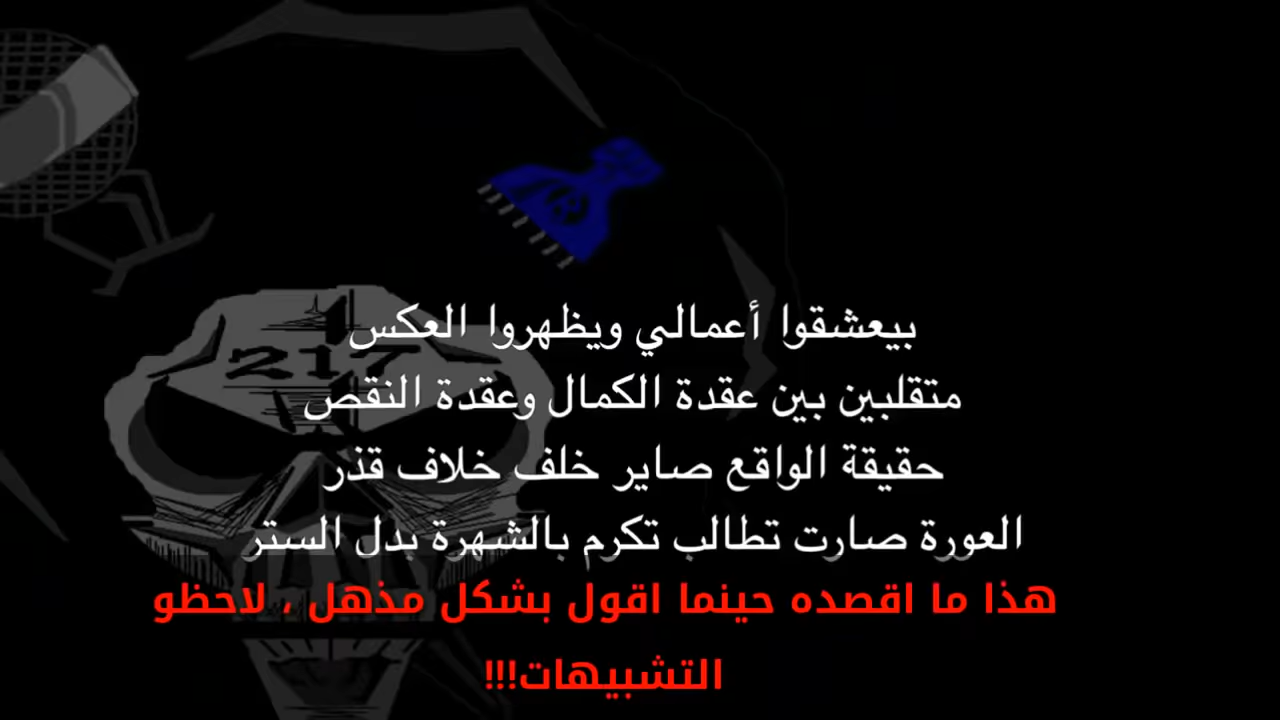 بيعشقوا أعمالي ويظهروا العكس
217
متقلبين بين عقدة الكمال وعقدة النقص
حقيقة الواقع صاير خلف خلاف قذر
العورة صارت تطالب تكرم بالشهرة بدل الستر
هذا ما اقصده حينما اقول بشكل مذهل ، لاحظو
التشبيهات!!!